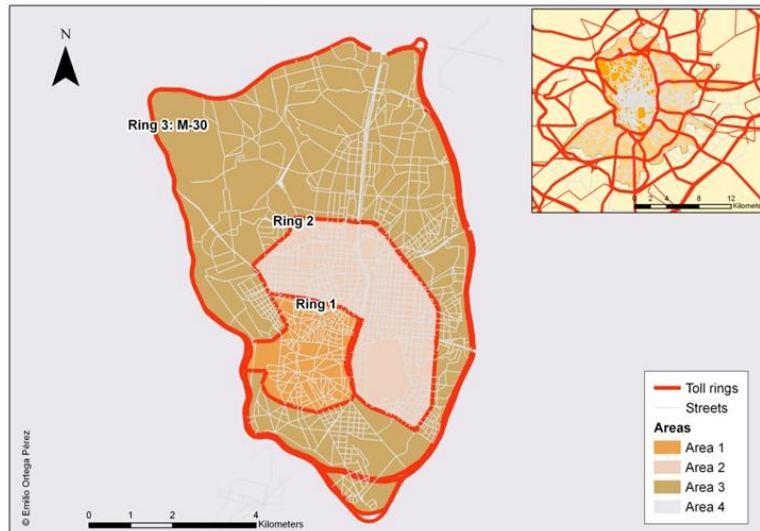 N
Ring 3: M-30
Ring 2
Ring 1
0 2 4 8 12
Kilometers
Toll rings
Streets
Areas
Area 1
Area 2
Area 3
Area 4
© Emilio Ortega Pérez
0 1 2 4
Kilometers